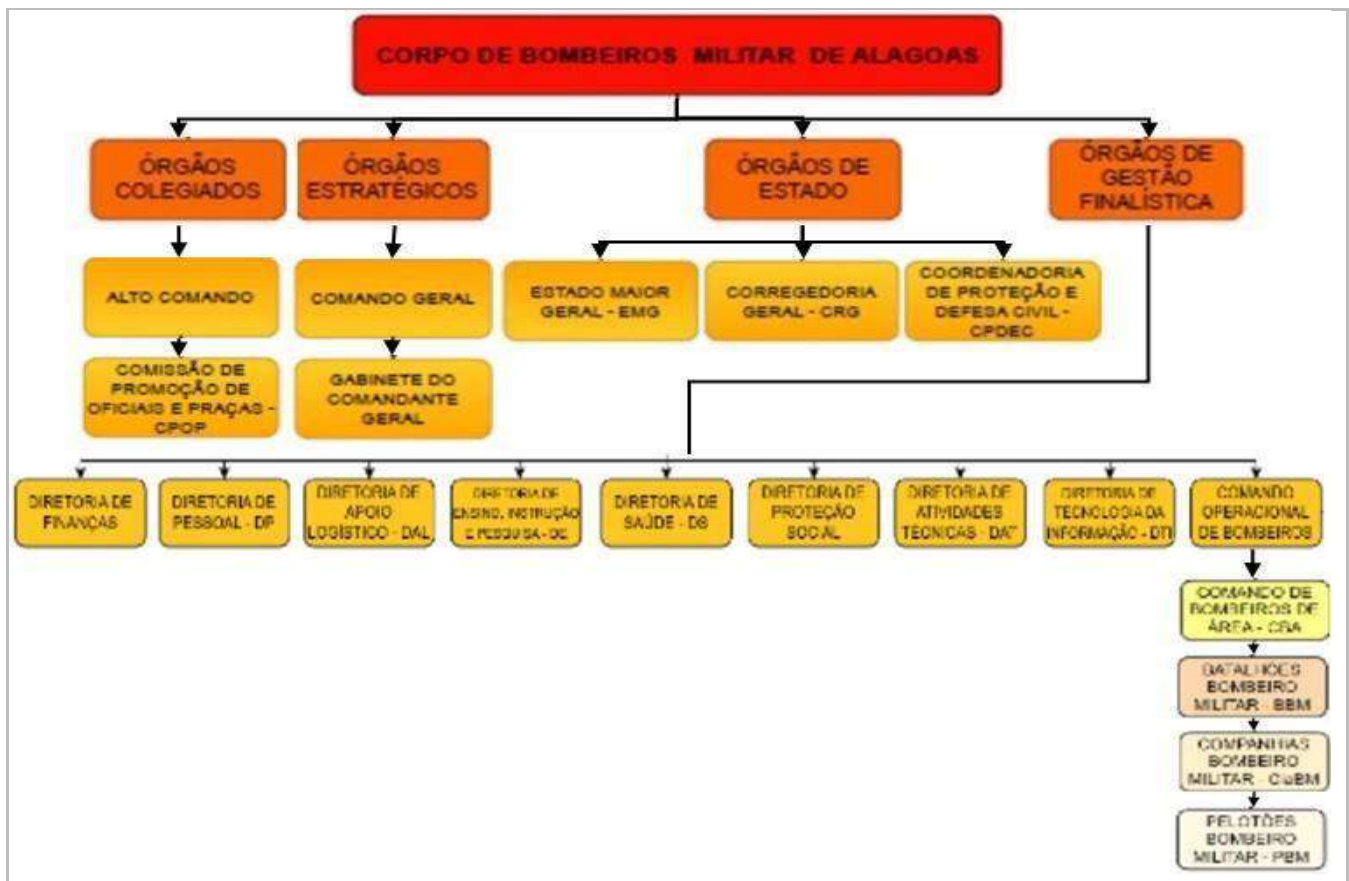 CORPO DE BOMBEIROS MILITAR DE ALAGOAS
ÓRGÃOS
COLEGIADOS
ÓRGÃOS
ESTRATÉGICOS
ÓRGÃOS DE
ESTADO
ÓRGÃOS DE
GESTÃO
FINALÍSTICA
ALTO COMANDO
COMANDO GERAL
ESTADO MAIOR
GERAL - EMG
CORREGEDORIA
GERAL - CRG
COORDENADORIA
DE PROTEÇÃO E
DEFESA CIVIL -
CPDEC
COMISSÃO DE
PROMOÇÃO DE
OFICIAIS E PRAÇAS -
CPOP
GABINETE DO
COMANDANTE
GERAL
DIRETORIA DE
FINANÇAS
DIRETORIA DE
PESSOAL - DP
DIRETORIA DE
APOIO
LOGÍSTICO - DAL
DIRETORIA DE
ENSINO, INSTRUÇÃO
E PESQUISA - DE
DIRETORIA DE
SAÚDE - DS
DIRETORIA DE
PROTEÇÃO
SOCIAL
DIRETORIA DE
ATIVIDADES
TÉCNICAS - DAT
DIRETORIA DE
TECNOLOGIA DA
INFORMAÇÃO - DTI
COMANDO
OPERACIONAL
DE BOMBEIROS
COMANDO DE
BOMBEIROS DE
ÁREA - CBA
BATALHÕES
BOMBEIRO
MILITAR - BBM
COMPANHIAS
BOMBEIRO
MILITAR - CiaBM
PELOTÕES
BOMBEIRO
MILITAR - PBM